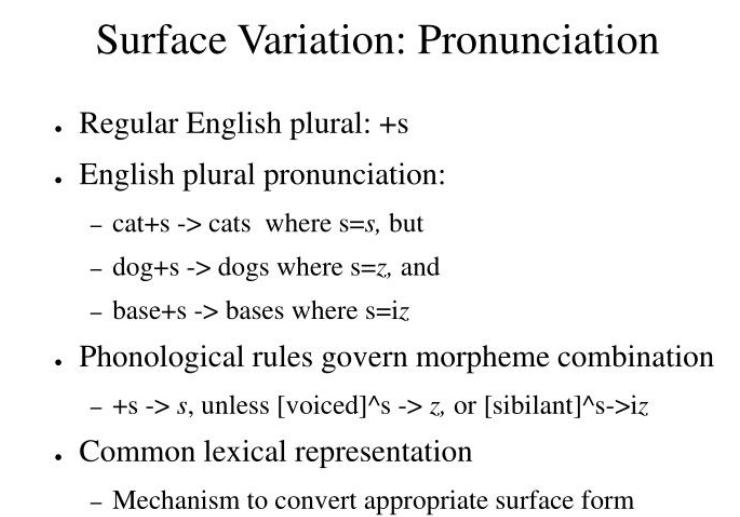 Surface Variation: Pronunciation
• Regular English plural: +s
• English plural pronunciation:
– cat+s -> cats where s=s, but
– dog+s -> dogs where s=z, and
– base+s -> bases where s=iz
• Phonological rules govern morpheme combination
– +s -> s, unless [voiced]^s -> z, or [sibilant]^s->iz
• Common lexical representation
– Mechanism to convert appropriate surface form